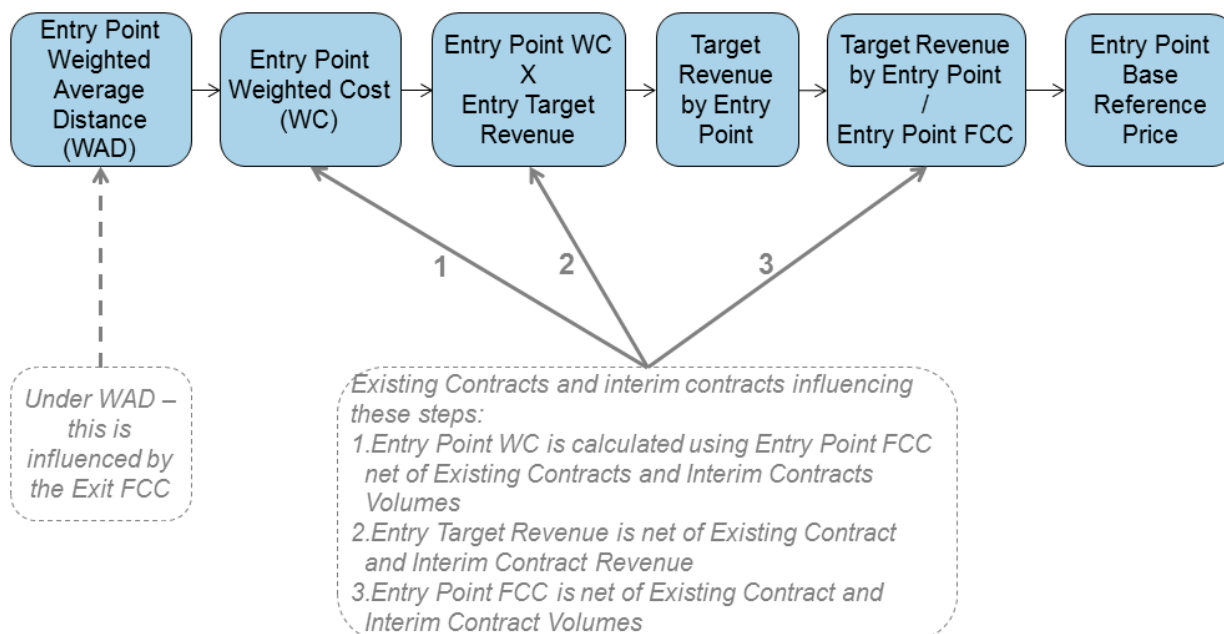 Entry Point
Weighted
Average
Distance
(WAD)
Entry Point
Weighted Cost
(WC)
Entry Point WC
X
Entry Target
Revenue
Target
Revenue
by Entry
Point
Target Revenue
by Entry Point
/
Entry Point FCC
Entry Point
Base
Reference
Price
1
2
3
Under WAD –
this is
influenced by
the Exit FCC
Existing Contracts and interim contracts influencing
these steps:
1.Entry Point WC is calculated using Entry Point FCC
net of Existing Contracts and Interim Contracts
Volumes
2.Entry Target Revenue is net of Existing Contract
and Interim Contract Revenue
3.Entry Point FCC is net of Existing Contract and
Interim Contract Volumes